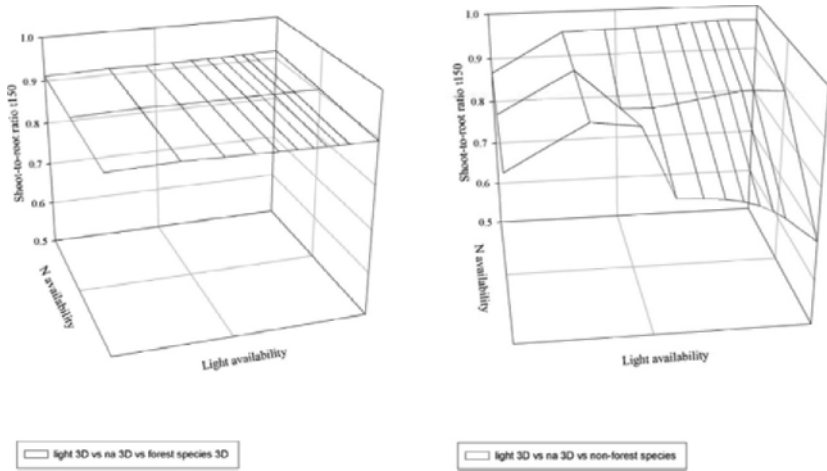 1.0
0.9
0.8
0.7
0.6
0.5
Shoot-to-root ratio t150
N availability
Light availability
light 3D vs na 3D vs forest species 3D
1.0
0.9
0.8
0.7
0.6
0.5
Shoot-to-root ratio t150
N availability
Light availability
light 3D vs na 3D vs non-forest species